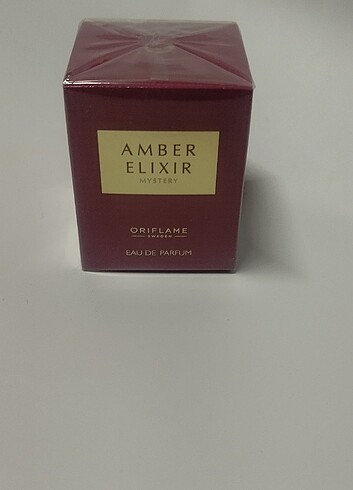 AMBER
ELIXIR
MYSTERY
ORIFLAME
SWEDEN
EAU DE PARFUM